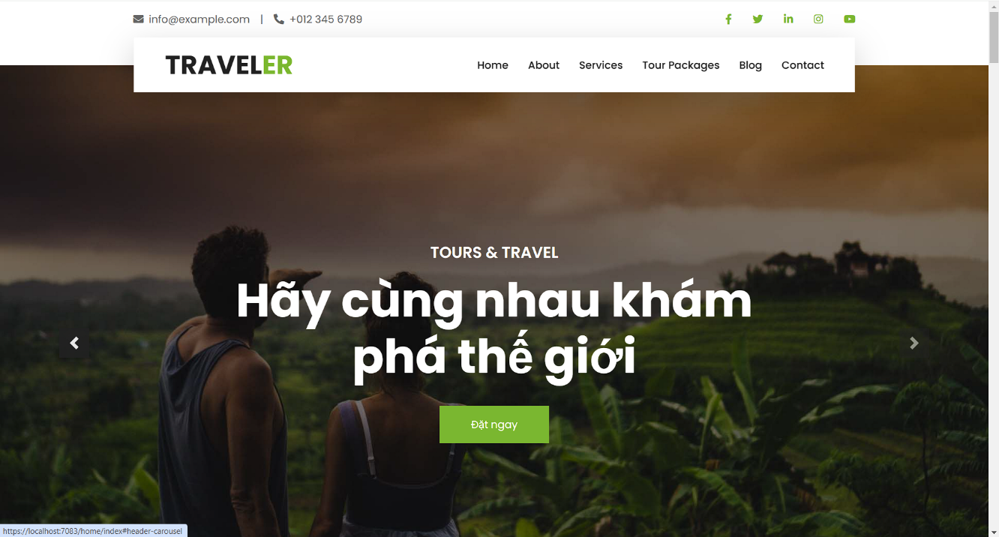 info@example.com | +012 345 6789
TRAVELER
Home About Services Tour Packages Blog Contact
TOURS & TRAVEL
Hãy cùng nhau khám
phá thế giới
Đặt ngay
https://localhost:7083/home/index#header-carousel